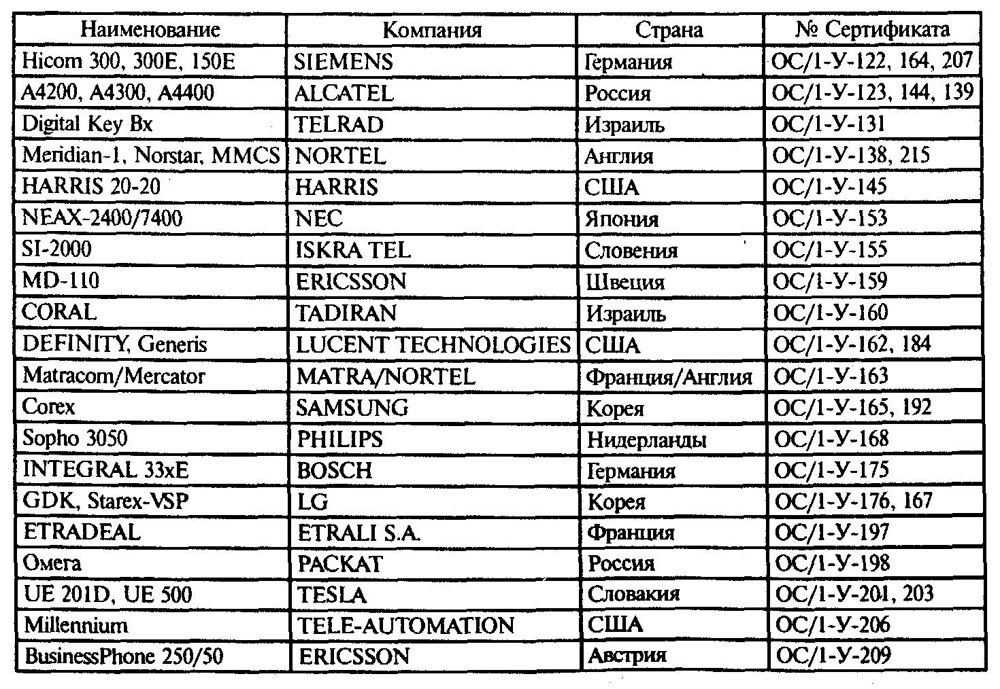 Наименование Компания Страна № Сертификата
Hicom 300, 300E, 150E SIEMENS Германия ОС/1-У-122, 164, 207
A4200, A4300, A4400 ALCATEL Россия ОС/1-У-123, 144, 139
Digital Key Bx TELRAD Израиль ОС/1-У-131
Meridian-1, Norstar, MMCS NORTEL Англия ОС/1-У-138, 215
HARRIS 20-20 HARRIS США ОС/1-У-145
NEAX-2400/7400 NEC Япония ОС/1-У-153
SI-2000 ISKRA TEL Словения ОС/1-У-155
MD-110 ERICSSON Швеция ОС/1-У-159
CORAL TADIRAN Израиль ОС/1-У-160
DEFINITY, Generis LUCENT TECHNOLOGIES США ОС/1-У-162, 184
Matracom/Mercator MATRA/NORTEL Франция/Англия ОС/1-У-163
Corex SAMSUNG Корея ОС/1-У-165, 192
Sopho 3050 PHILIPS Нидерланды ОС/1-У-168
INTEGRAL 33xE BOSCH Германия ОС/1-У-175
GDK, Starex-VSP LG Корея ОС/1-У-176, 167
ETRADEAL ETRALI S.A. Франция ОС/1-У-197
Омега РАСКАТ Россия ОС/1-У-198
UE 201D, UE 500 TESLA Словакия ОС/1-У-201, 203
Millennium TELE-AUTOMATION США ОС/1-У-206
BusinessPhone 250/50 ERICSSON Австрия ОС/1-У-209